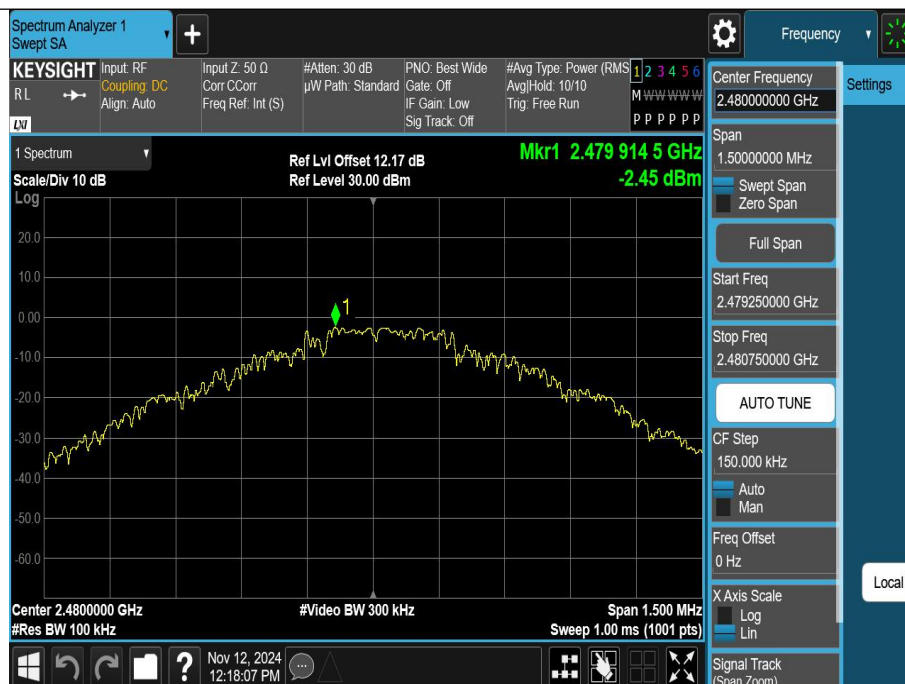 Spectrum Analyzer 1
Swept SA
+
Frequency
KEYSIGHT
RL
LXI
Input: RF
Coupling: DC
Align: Auto
Input Z: 50 Ω
Corr CCorr
Freq Ref: Int (S)
#Atten: 30 dB
µW Path: Standard
PNO: Best Wide
Gate: Off
IF Gain: Low
Sig Track: Off
#Avg Type: Power (RMS
Avg|Hold: 10/10
Trig: Free Run
1 2 3 4 5 6
M W W W W W
P P P P P P
1 Spectrum
Scale/Div 10 dB
Log
Ref Lvl Offset 12.17 dB
Ref Level 30.00 dBm
Mkr1 2.479 914 5 GHz
-2.45 dBm
20.0
10.0
0.00
-10.0
-20.0
-30.0
-40.0
-50.0
-60.0
1
Center 2.4800000 GHz
#Res BW 100 kHz
#Video BW 300 kHz
Span 1.500 MHz
Sweep 1.00 ms (1001 pts)
Center Frequency
2.480000000 GHz
Settings
Span
1.50000000 MHz
Swept Span
Zero Span
Full Span
Start Freq
2.479250000 GHz
Stop Freq
2.480750000 GHz
AUTO TUNE
CF Step
150.000 kHz
Auto
Man
Freq Offset
0 Hz
X Axis Scale
Log
Lin
Local
Signal Track
(Span Zoom)
?
Nov 12, 2024
12:18:07 PM